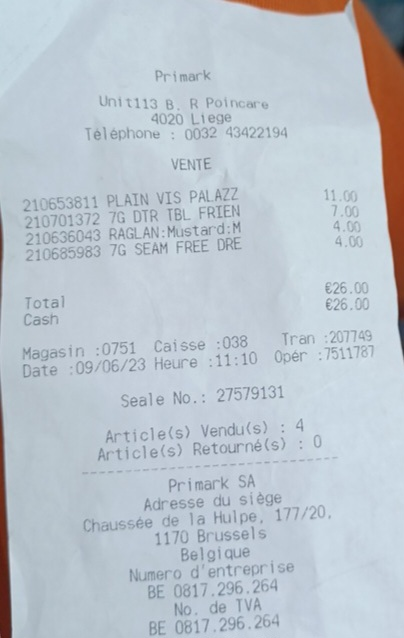 Primark
Unit113 B. R Poincare
4020 Liege
Téléphone : 0032 43422194
VENTE
210653811 PLAIN VIS PALAZZ 11.00
210701372 7G DTR TBL FRIEN 7.00
210636043 RAGLAN:Mustard:M 4.00
210685983 7G SEAM FREE DRE 4.00
Total €26.00
Cash €26.00
Magasin :0751 Caisse :038 Tran :207749
Date :09/06/23 Heure :11:10 Opér :7511787
Seale No.: 27579131
Article(s) Vendu(s) : 4
Article(s) Retourné(s) : 0
Primark SA
Adresse du siège
Chaussée de la Hulpe, 177/20,
1170 Brussels
Belgique
Numero d'entreprise
BE 0817.296.264
No. de TVA
BE 0817.296.264